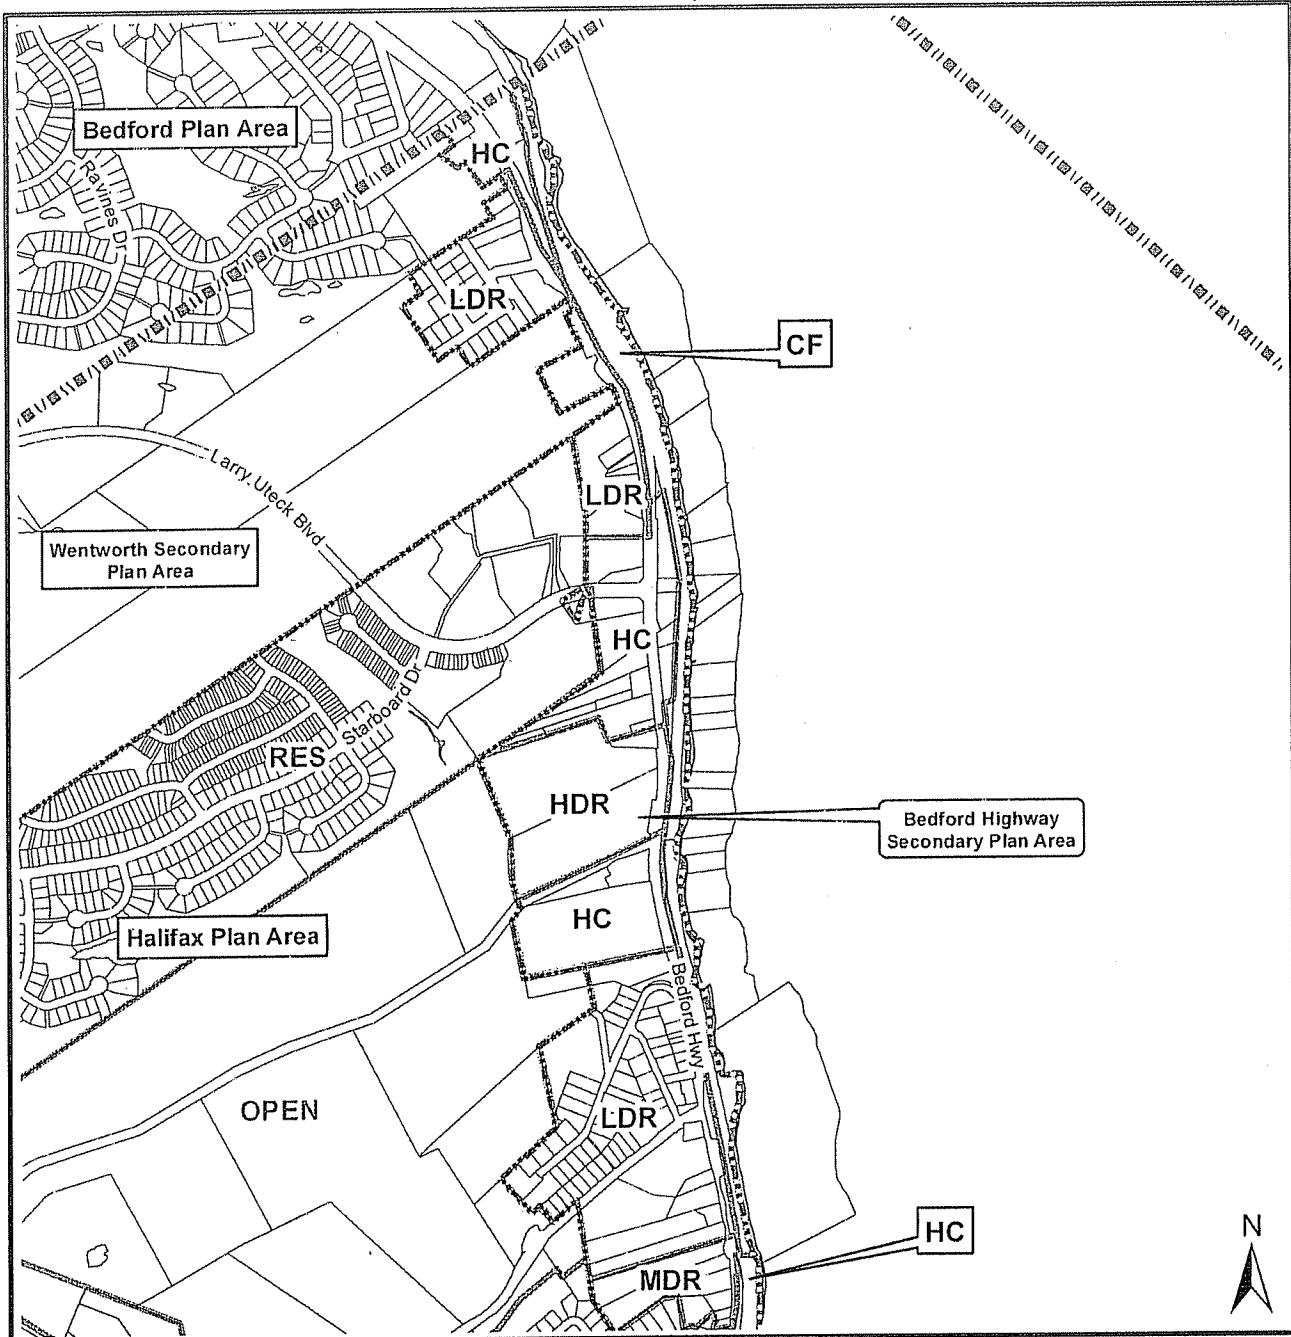 Bedford Plan Area
HC
Ravines Dr
LDR
CF
Larry Uteck Blvd
LDR
Wentworth Secondary
Plan Area
HC
Starboard Dr
RES
HDR
Bedford Highway
Secondary Plan Area
HC
Halifax Plan Area
Bedford Hwy
OPEN
LDR
HC
N
MDR